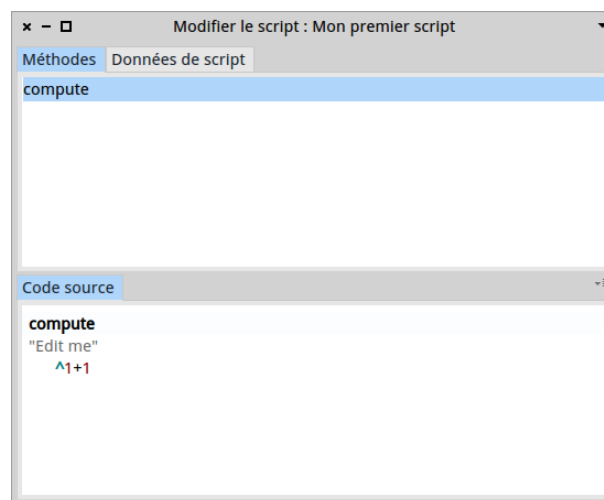 Modifier le script : Mon premier script
Méthodes Données de script
compute
Code source
compute
"Edit me"
^1+1